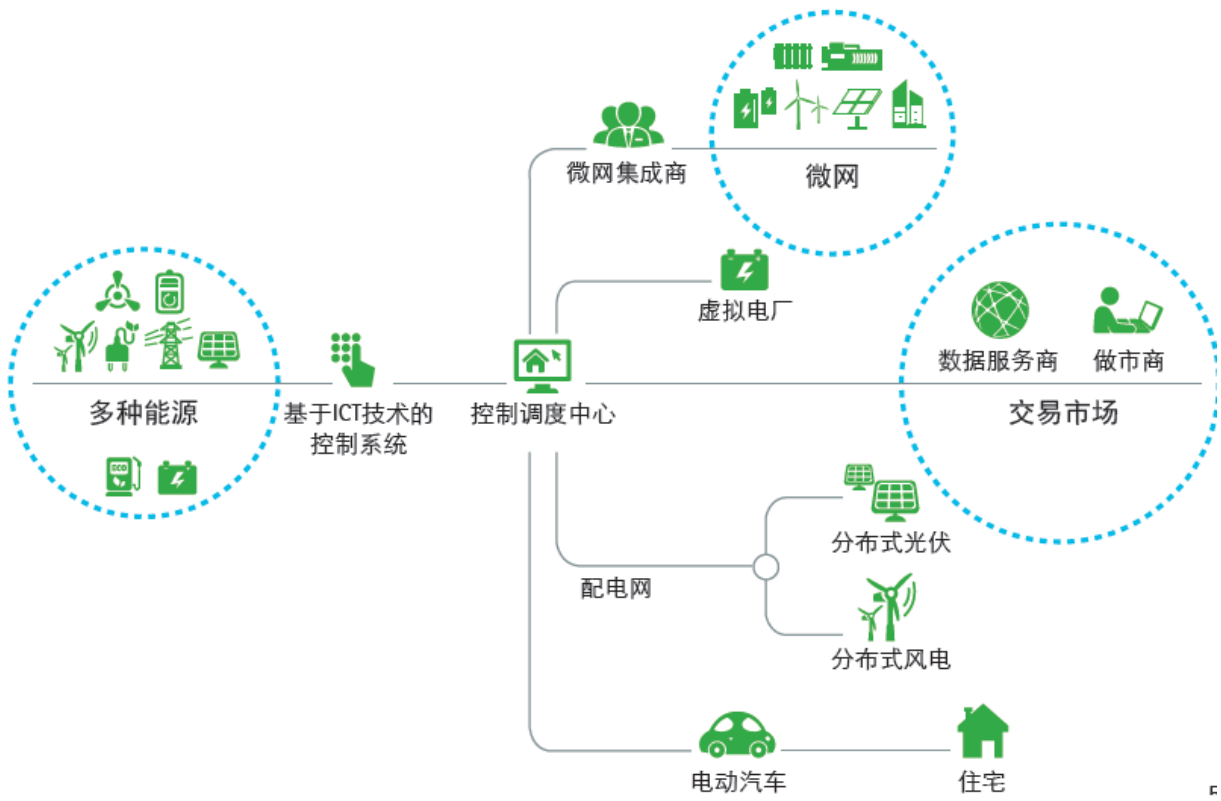 微网集成商
微网
虚拟电厂
数据服务商
做市商
多种能源
基于ICT技术的
控制系统
控制调度中心
交易市场
ECO
分布式光伏
配电网
分布式风电
电动汽车
住宅